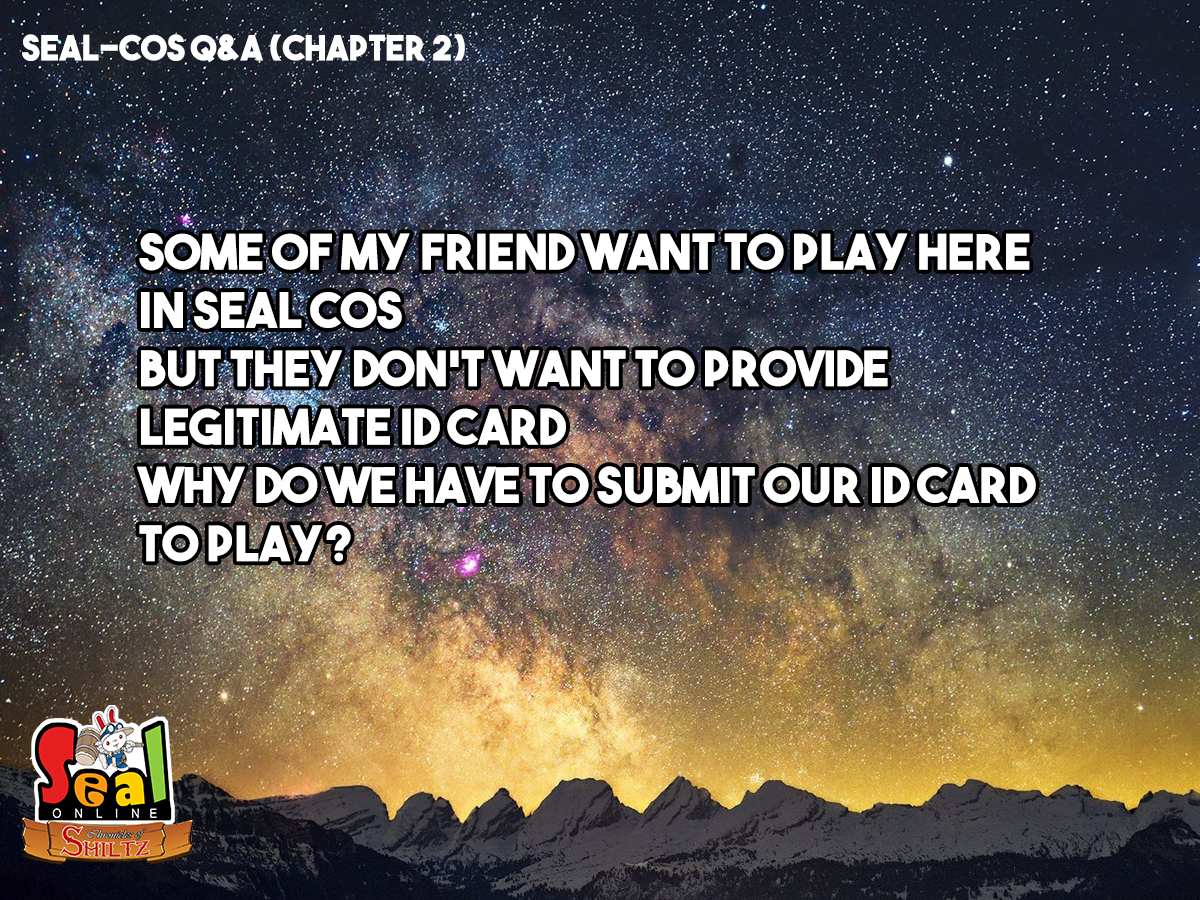 SEAL-COS Q&A (CHAPTER 2)
SOME OF MY FRIEND WANT TO PLAY HERE
IN SEAL COS
BUT THEY DON'T WANT TO PROVIDE
LEGITIMATE ID CARD
WHY DO WE HAVE TO SUBMIT OUR ID CARD
TO PLAY?
Seal
ONLINE
Chronicles of
SHILTZ